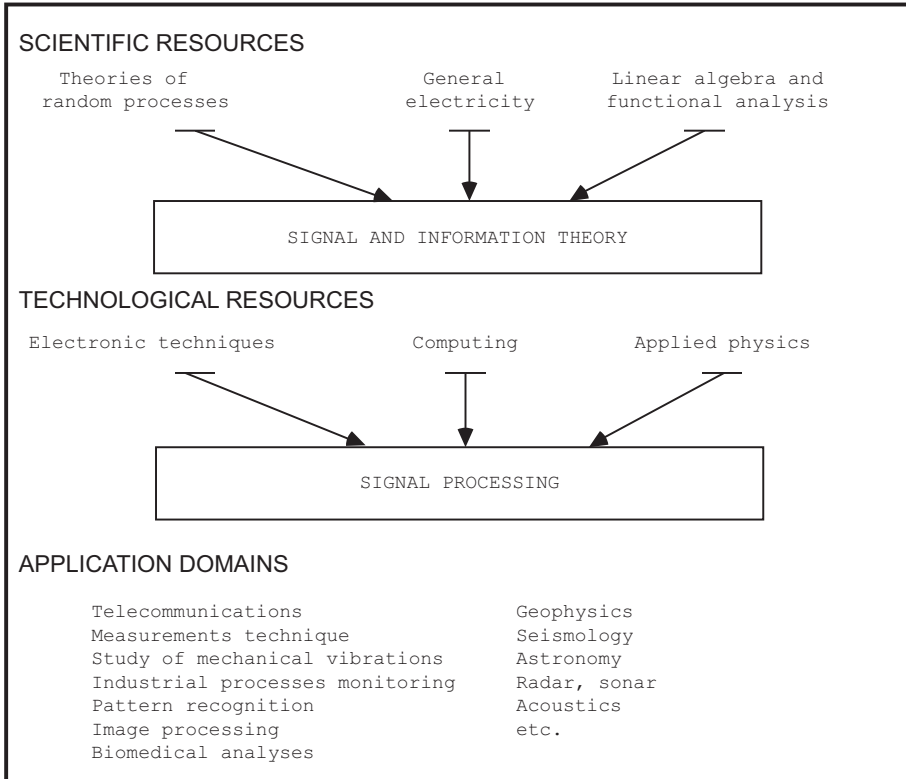 SCIENTIFIC RESOURCES
Theories of
random processes
General
electricity
Linear algebra and
functional analysis
SIGNAL AND INFORMATION THEORY
TECHNOLOGICAL RESOURCES
Electronic techniques
Computing
Applied physics
SIGNAL PROCESSING
APPLICATION DOMAINS
Telecommunications
Measurements technique
Study of mechanical vibrations
Industrial processes monitoring
Pattern recognition
Image processing
Biomedical analyses
Geophysics
Seismology
Astronomy
Radar, sonar
Acoustics
etc.